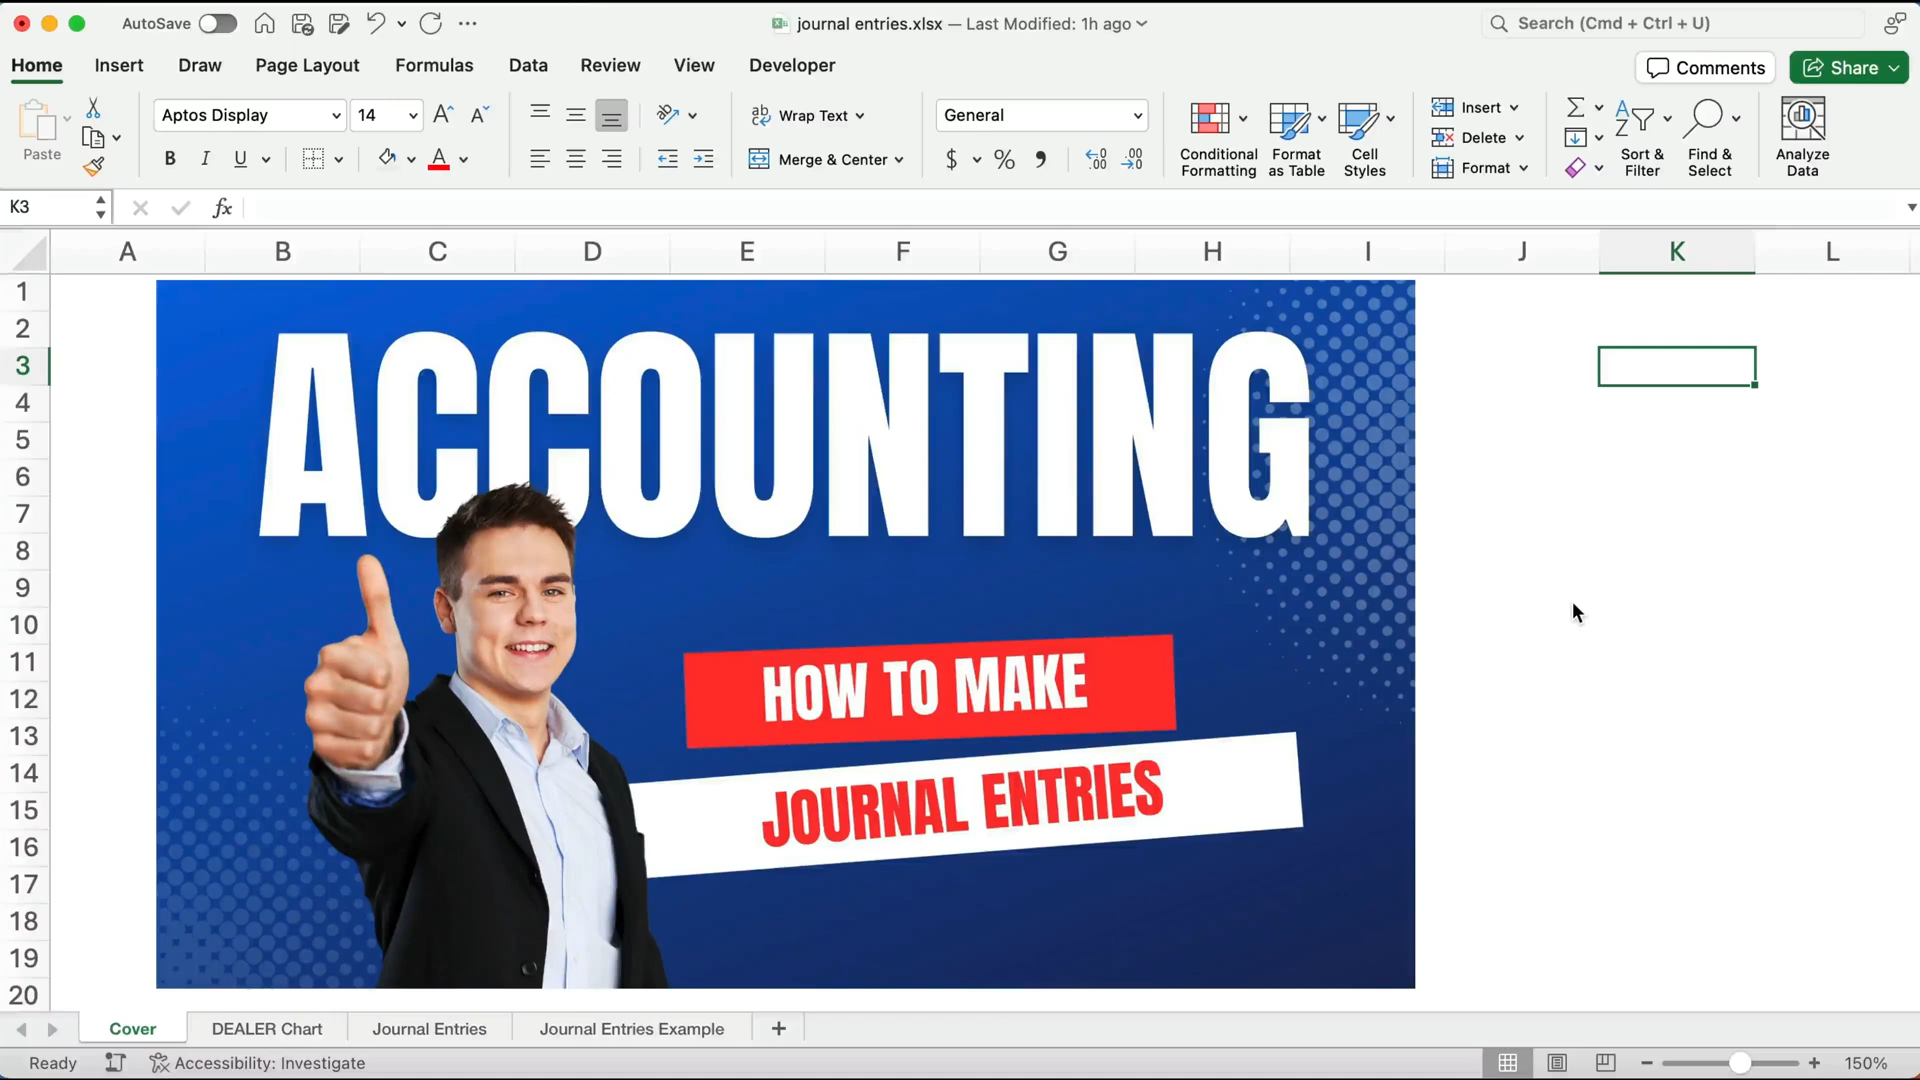 AutoSave
journal entries.xlsx — Last Modified: 1h ago
Search (Cmd + Ctrl + U)
Home Insert Draw Page Layout Formulas Data Review View Developer
Comments
Share
Paste
Aptos Display
14
A A
B I U A
ab Wrap Text
Merge & Center
General
$ % ,
.00 .00
Conditional Formatting
Format as Table
Cell Styles
Insert
Delete
Format
Sort & Filter
Find & Select
Analyze Data
K3
fx
A B C D E F G H I J K L
1
2
3
4
5
6
7
8
9
10
11
12
13
14
15
16
17
18
19
20
ACCOUNTING
HOW TO MAKE
JOURNAL ENTRIES
Cover DEALER Chart Journal Entries Journal Entries Example +
Ready
Accessibility: Investigate
150%